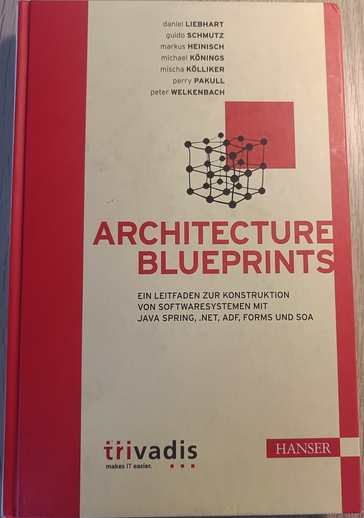 daniel LIEBHART
guido SCHMUTZ
markus HEINISCH
michael KÖNINGS
mischa KÖLLIKER
perry PAKULL
peter WELKENBACH
ARCHITECTURE
BLUEPRINTS
EIN LEITFADEN ZUR KONSTRUKTION
VON SOFTWARESYSTEMEN MIT
JAVA SPRING, .NET, ADF, FORMS UND SOA
trivadis
makes IT easier.
HANSER